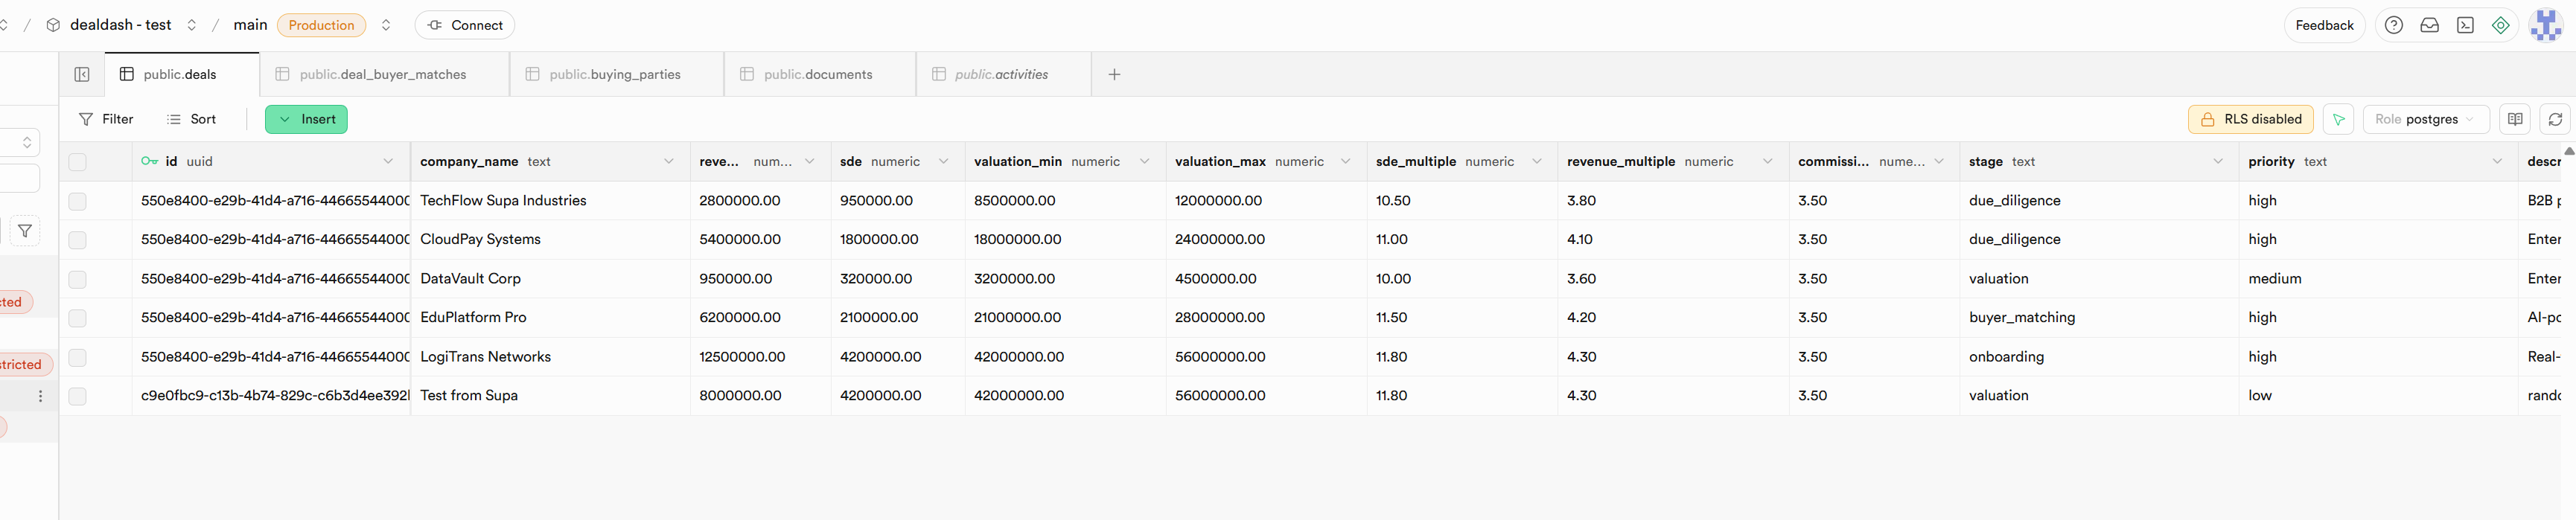 / dealdash - test / main Production Connect Feedback
public.deals public.deal_buyer_matches public.buying_parties public.documents public.activities +
Filter Sort Insert RLS disabled Role postgres
id uuid company_name text reve... num... sde numeric valuation_min numeric valuation_max numeric sde_multiple numeric revenue_multiple numeric commissi... nume... stage text priority text descr
550e8400-e29b-41d4-a716-44665544000 TechFlow Supa Industries 2800000.00 950000.00 8500000.00 12000000.00 10.50 3.80 3.50 due_diligence high B2B p
550e8400-e29b-41d4-a716-44665544000 CloudPay Systems 5400000.00 1800000.00 18000000.00 24000000.00 11.00 4.10 3.50 due_diligence high Enter
550e8400-e29b-41d4-a716-44665544000 DataVault Corp 950000.00 320000.00 3200000.00 4500000.00 10.00 3.60 3.50 valuation medium Enter
cted
550e8400-e29b-41d4-a716-44665544000 EduPlatform Pro 6200000.00 2100000.00 21000000.00 28000000.00 11.50 4.20 3.50 buyer_matching high AI-po
550e8400-e29b-41d4-a716-44665544000 LogiTrans Networks 12500000.00 4200000.00 42000000.00 56000000.00 11.80 4.30 3.50 onboarding high Real-
tricted
c9e0fbc9-c13b-4b74-829c-c6b3d4ee392 Test from Supa 8000000.00 4200000.00 42000000.00 56000000.00 11.80 4.30 3.50 valuation low rando